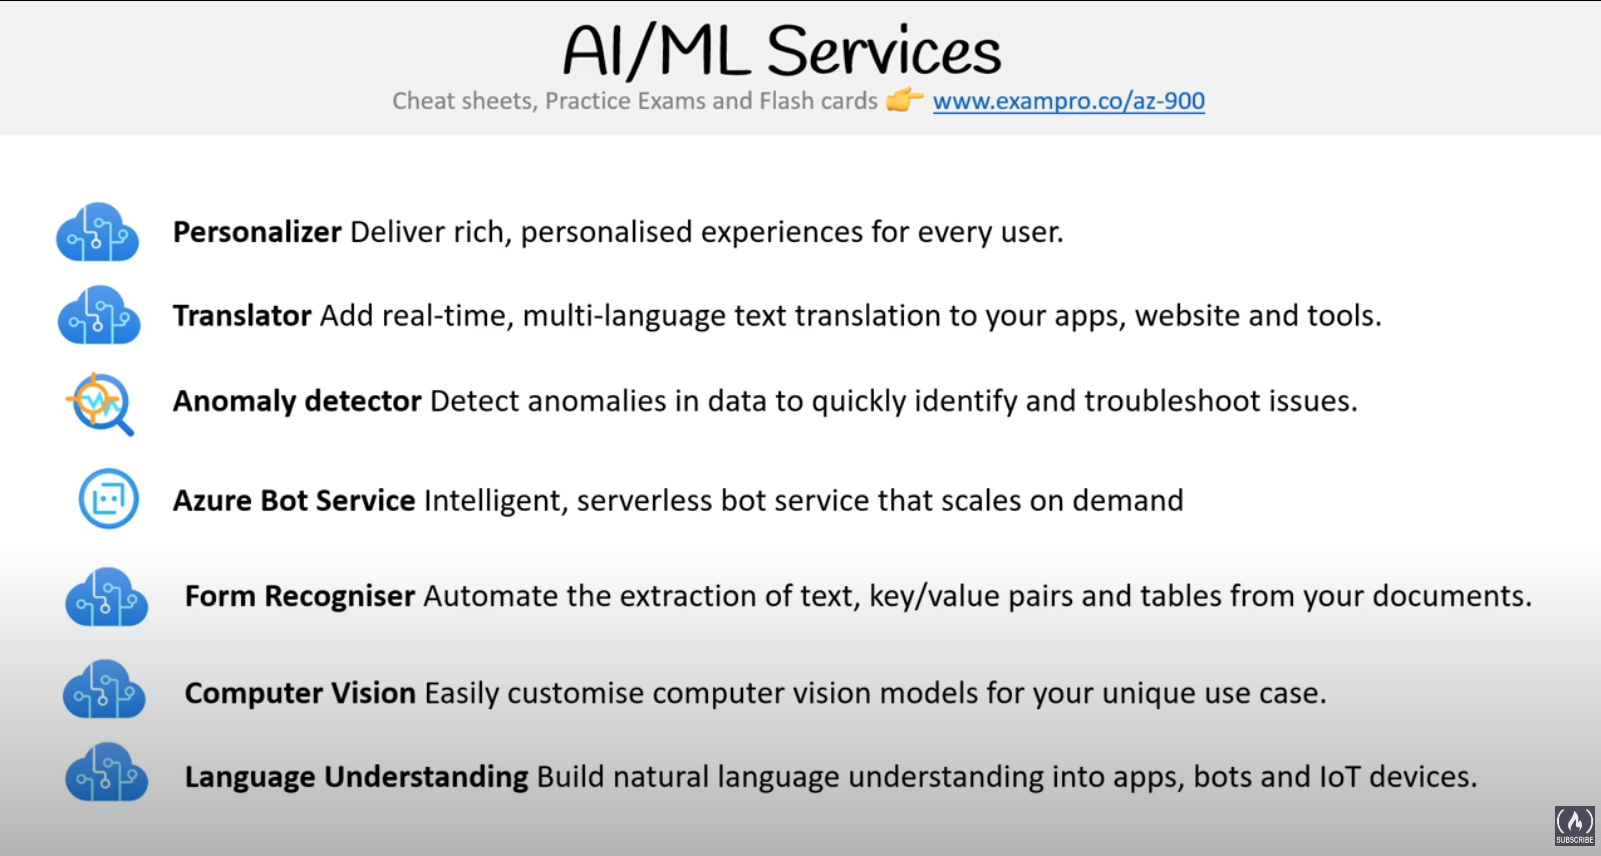 AI/ML Services
Cheat sheets, Practice Exams and Flash cards 👉 www.exampro.co/az-900
Personalizer Deliver rich, personalised experiences for every user.
Translator Add real-time, multi-language text translation to your apps, website and tools.
Anomaly detector Detect anomalies in data to quickly identify and troubleshoot issues.
Azure Bot Service Intelligent, serverless bot service that scales on demand
Form Recogniser Automate the extraction of text, key/value pairs and tables from your documents.
Computer Vision Easily customise computer vision models for your unique use case.
Language Understanding Build natural language understanding into apps, bots and IoT devices.
SUBSCRIBE